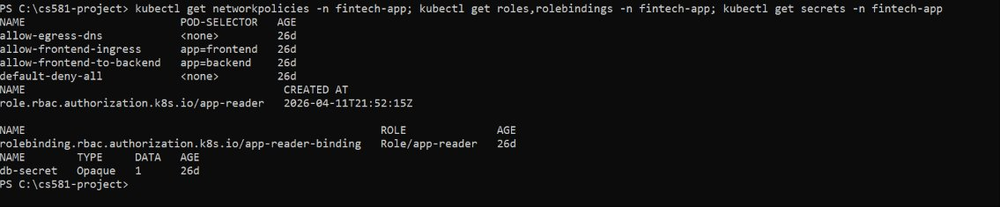 PS C:\cs581-project> kubectl get networkpolicies -n fintech-app; kubectl get roles,rolebindings -n fintech-app; kubectl get secrets -n fintech-app
NAME                        POD-SELECTOR   AGE
allow-egress-dns            <none>         26d
allow-frontend-ingress      app=frontend   26d
allow-frontend-to-backend   app=backend    26d
default-deny-all            <none>         26d
NAME                                        CREATED AT
role.rbac.authorization.k8s.io/app-reader   2026-04-11T21:52:15Z

NAME                                                       ROLE              AGE
rolebinding.rbac.authorization.k8s.io/app-reader-binding   Role/app-reader   26d
NAME        TYPE     DATA   AGE
db-secret   Opaque   1      26d
PS C:\cs581-project>